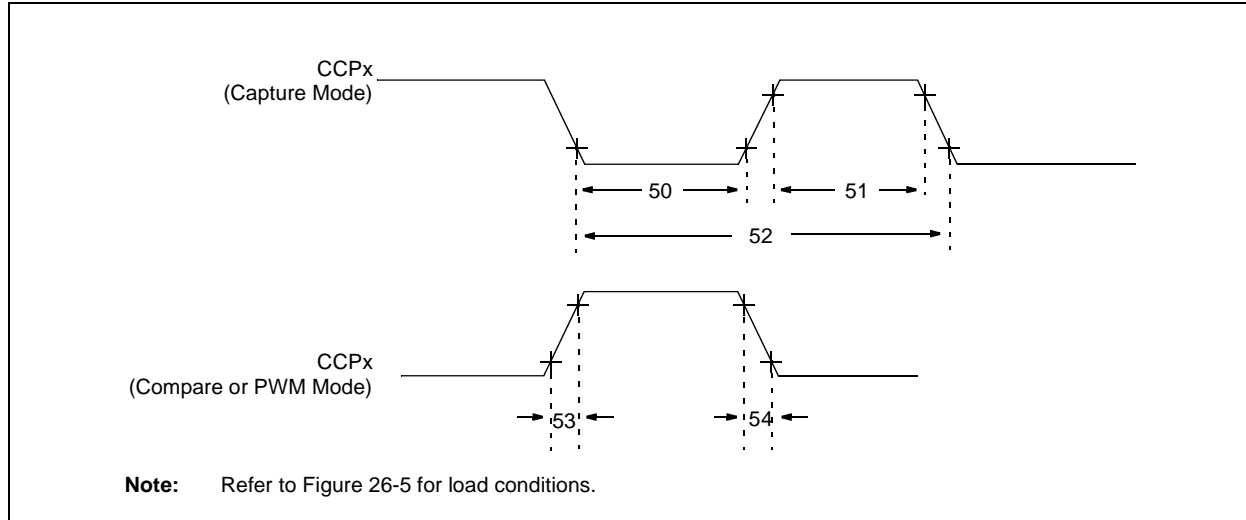 CCPx
(Capture Mode)
50
51
52
CCPx
(Compare or PWM Mode)
53
54
Note: Refer to Figure 26-5 for load conditions.